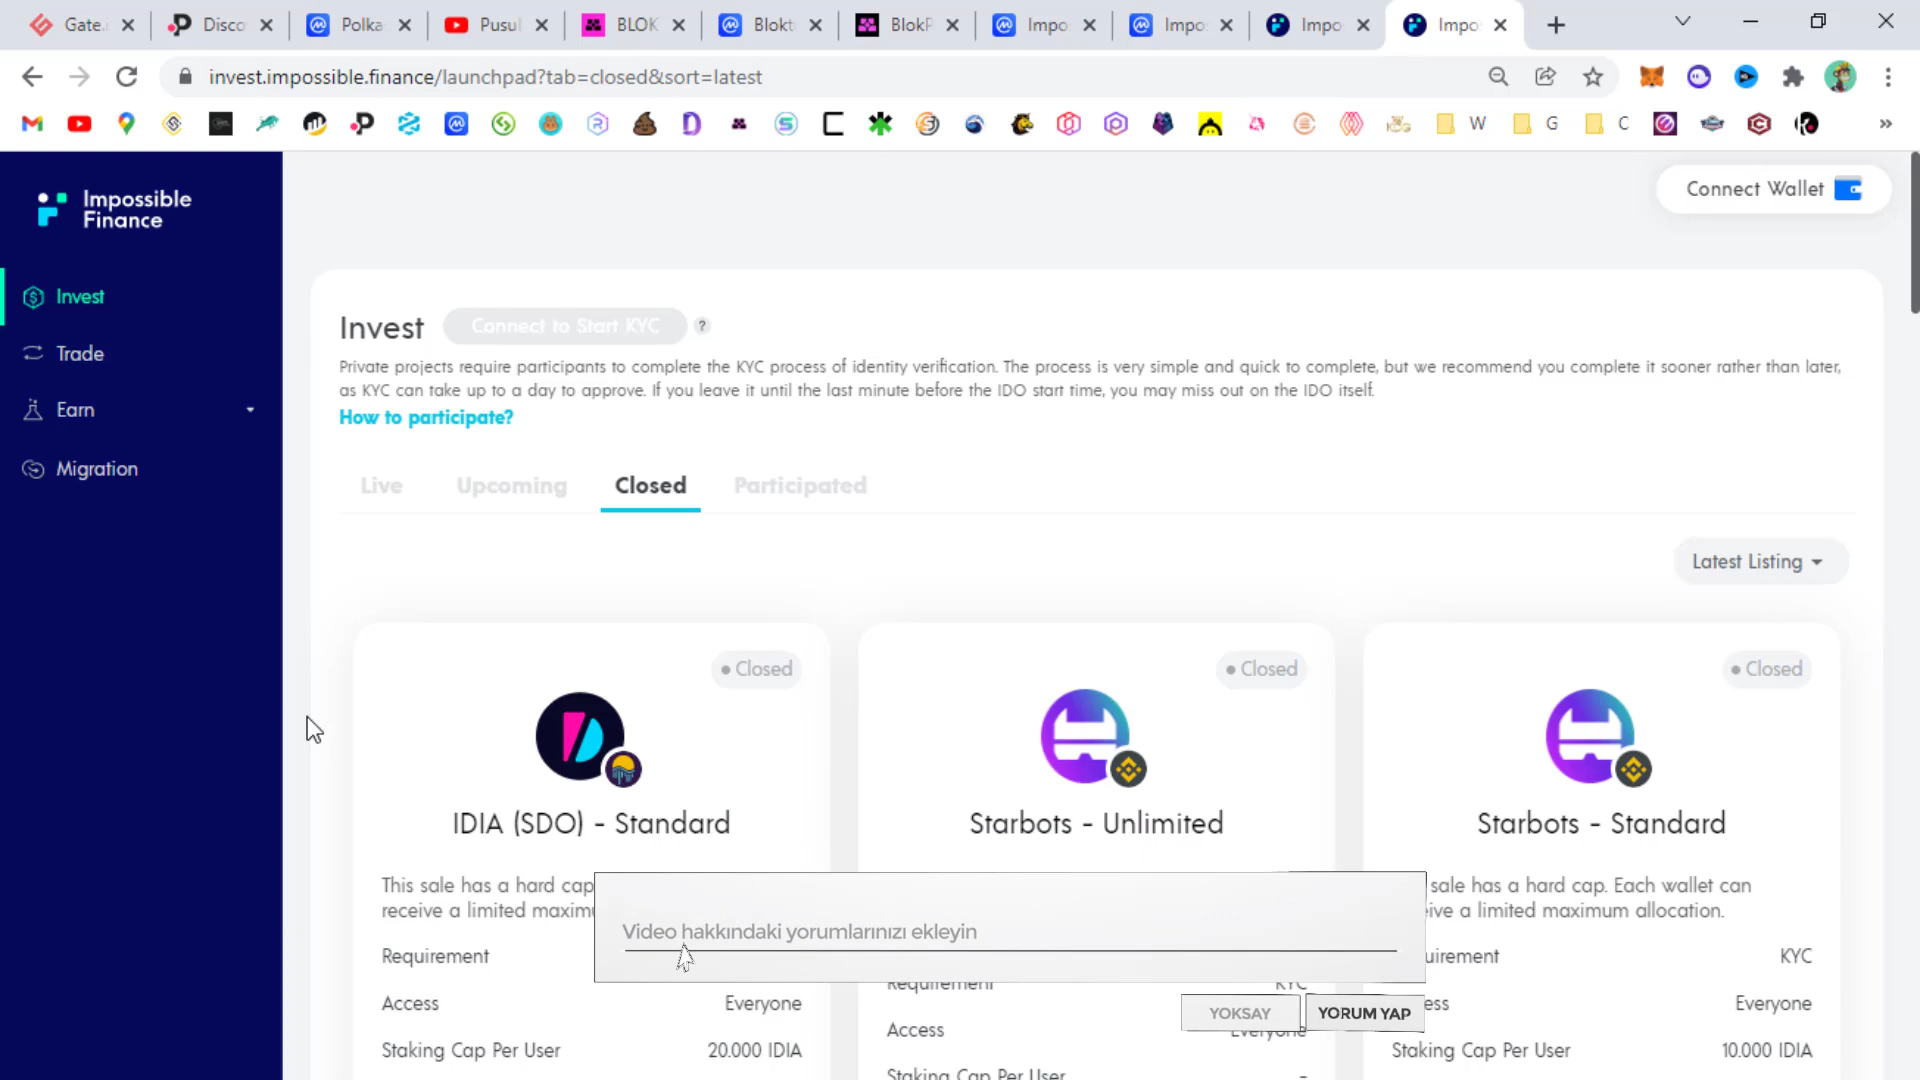 Gate.
Disco
Polka
Pusul
BLOK
Blokt
BlokP
Impo
Impo
Impo
Impo
invest.impossible.finance/launchpad?tab=closed&sort=latest
W
G
C
Impossible
Finance
Connect Wallet
Invest
Trade
Earn
Migration
Invest
Connect to Start KYC
?
Private projects require participants to complete the KYC process of identity verification. The process is very simple and quick to complete, but we recommend you complete it sooner rather than later,
as KYC can take up to a day to approve. If you leave it until the last minute before the IDO start time, you may miss out on the IDO itself.
How to participate?
Live
Upcoming
Closed
Participated
Latest Listing
Closed
IDIA (SDO) - Standard
This sale has a hard cap
receive a limited maxim
Requirement
Access Everyone
Staking Cap Per User 20.000 IDIA
Closed
Starbots - Unlimited
Requirement KYC
Access Everyone
Staking Cap Per User -
Closed
Starbots - Standard
sale has a hard cap. Each wallet can
ive a limited maximum allocation.
uirement KYC
ess Everyone
Staking Cap Per User 10.000 IDIA
Video hakkındaki yorumlarınızı ekleyin
YOKSAY
YORUM YAP